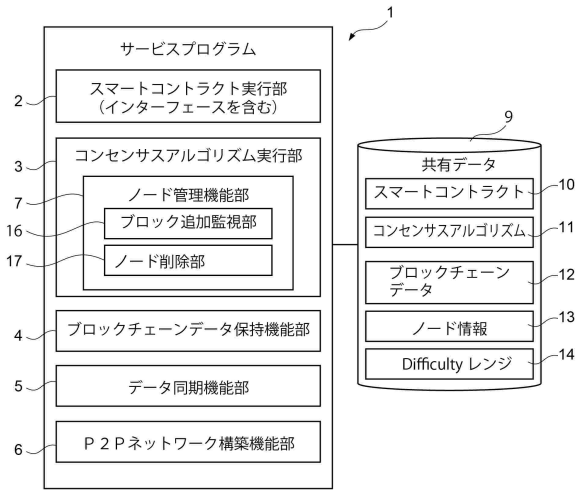 1
サービスプログラム
2
スマートコントラクト実行部
（インターフェースを含む）
3
コンセンサスアルゴリズム実行部
7
ノード管理機能部
16
ブロック追加監視部
17
ノード削除部
4
ブロックチェーンデータ保持機能部
5
データ同期機能部
6
Ｐ２Ｐネットワーク構築機能部
9
共有データ
スマートコントラクト
10
コンセンサスアルゴリズム
11
ブロックチェーン
データ
12
ノード情報
13
Difficulty レンジ
14